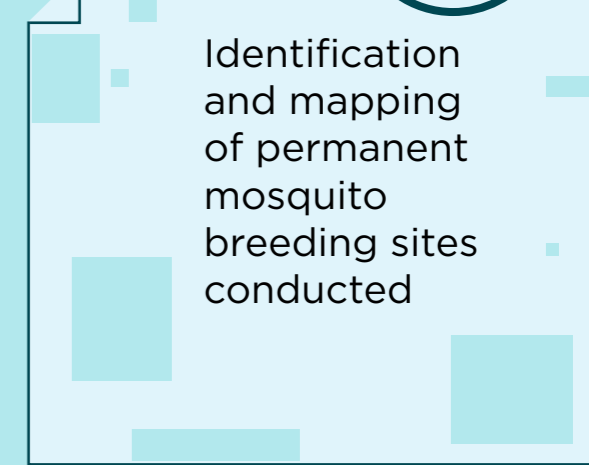 Identification
and mapping
of permanent
mosquito
breeding sites
conducted